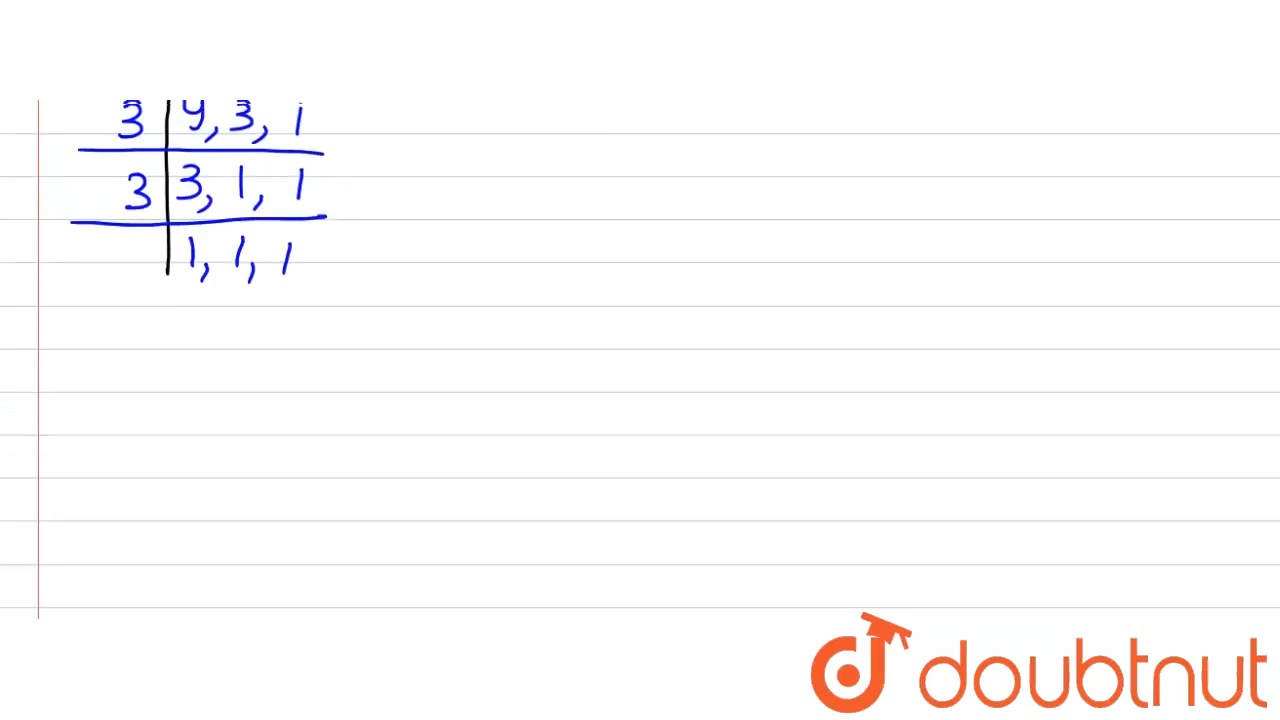 3 | 9, 3, 1
3 | 3, 1, 1
| 1, 1, 1
doubtnut